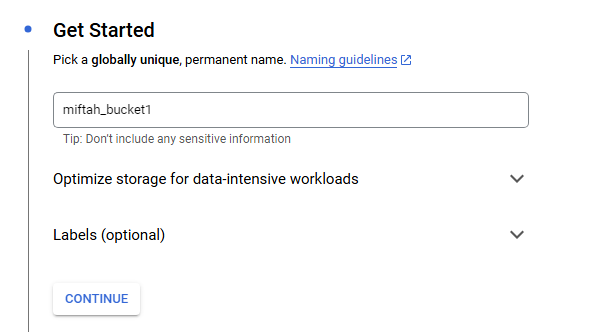 Get Started
Pick a globally unique, permanent name. Naming guidelines
miftah_bucket1
Tip: Don't include any sensitive information
Optimize storage for data-intensive workloads
Labels (optional)
CONTINUE